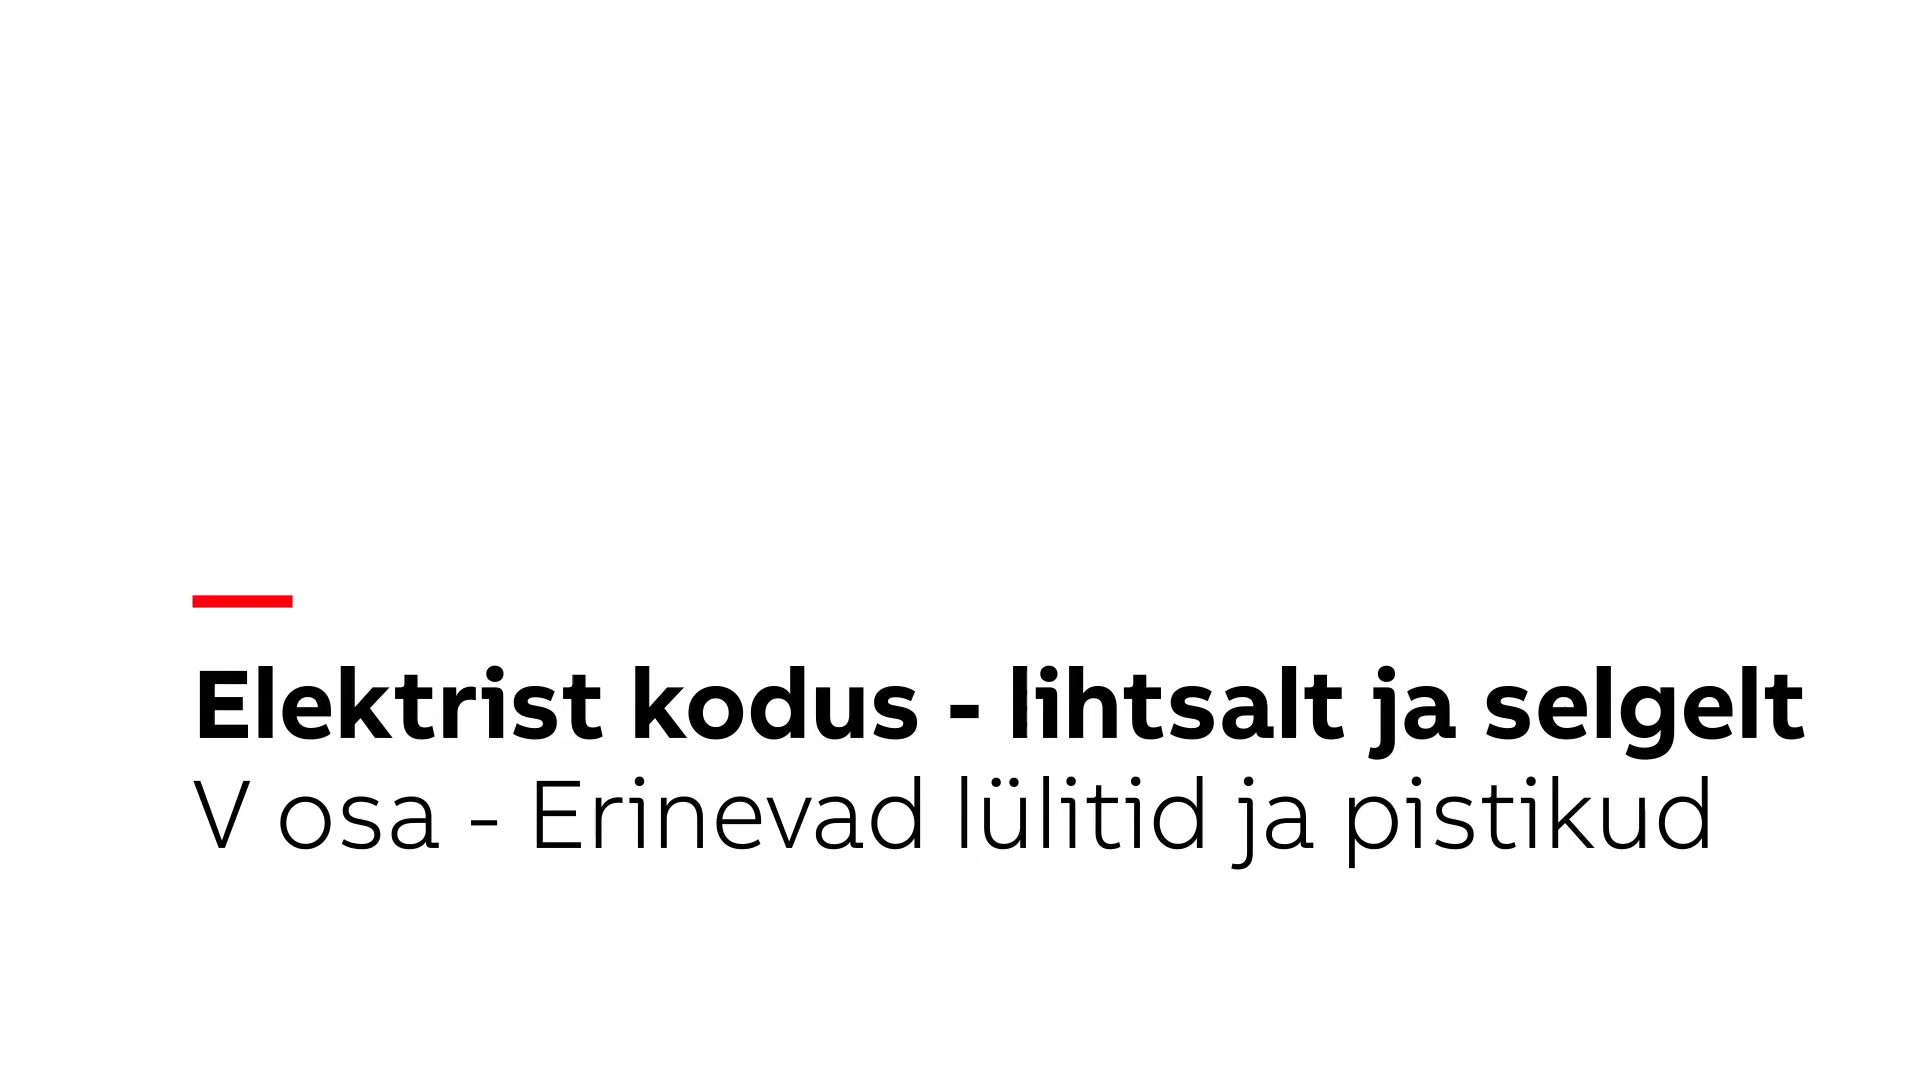 Elektrist kodus - lihtsalt ja selgelt
V osa - Erinevad lülitid ja pistikud